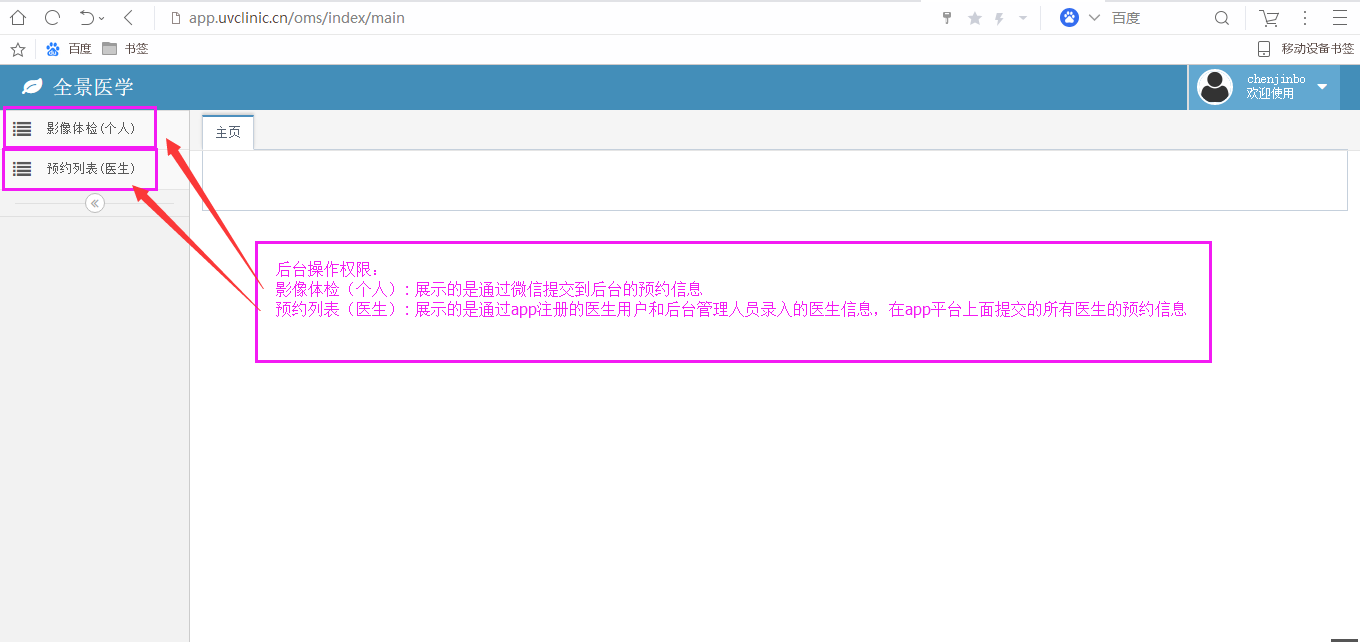 app.uvclinic.cn/oms/index/main
百度
百度
书签
移动设备书签
全景医学
chenjinbo
欢迎使用
影像体检(个人)
主页
预约列表(医生)
后台操作权限：
影像体检（个人）：展示的是通过微信提交到后台的预约信息
预约列表（医生）：展示的是通过app注册的医生用户和后台管理人员录入的医生信息，在app平台上面提交的所有医生的预约信息